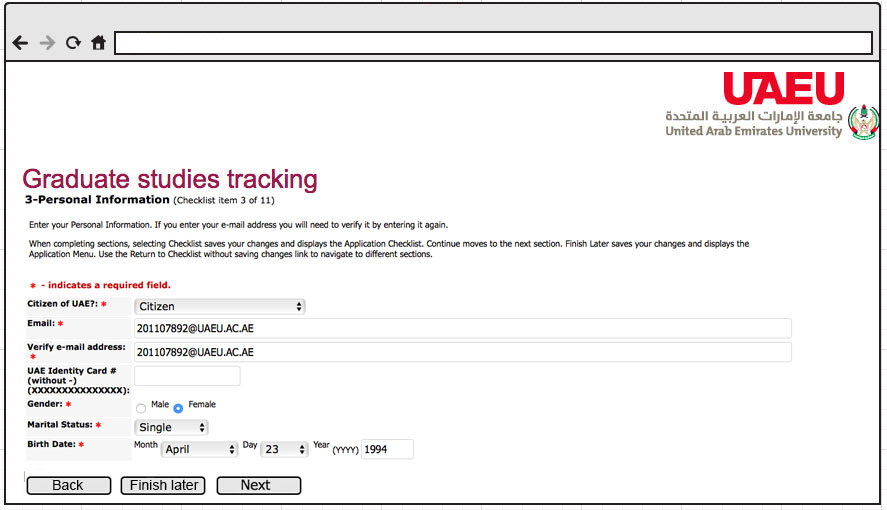 UAEU
جامعة الإمارات العربية المتحدة
United Arab Emirates University
Graduate studies tracking
3-Personal Information (Checklist item 3 of 11)
Enter your Personal Information. If you enter your e-mail address you will need to verify it by entering it again.
When completing sections, selecting Checklist saves your changes and displays the Application Checklist. Continue moves to the next section. Finish Later saves your changes and displays the
Application Menu. Use the Return to Checklist without saving changes link to navigate to different sections.
* - indicates a required field.
Citizen of UAE?: * Citizen
Email: * 201107892@UAEU.AC.AE
Verify e-mail address: 201107892@UAEU.AC.AE
*
UAE Identity Card #
(without -)
(XXXXXXXXXXXXXXX):
Gender: * Male Female
Marital Status: * Single
Birth Date: * Month April Day 23 Year (YYYY) 1994
Back Finish later Next